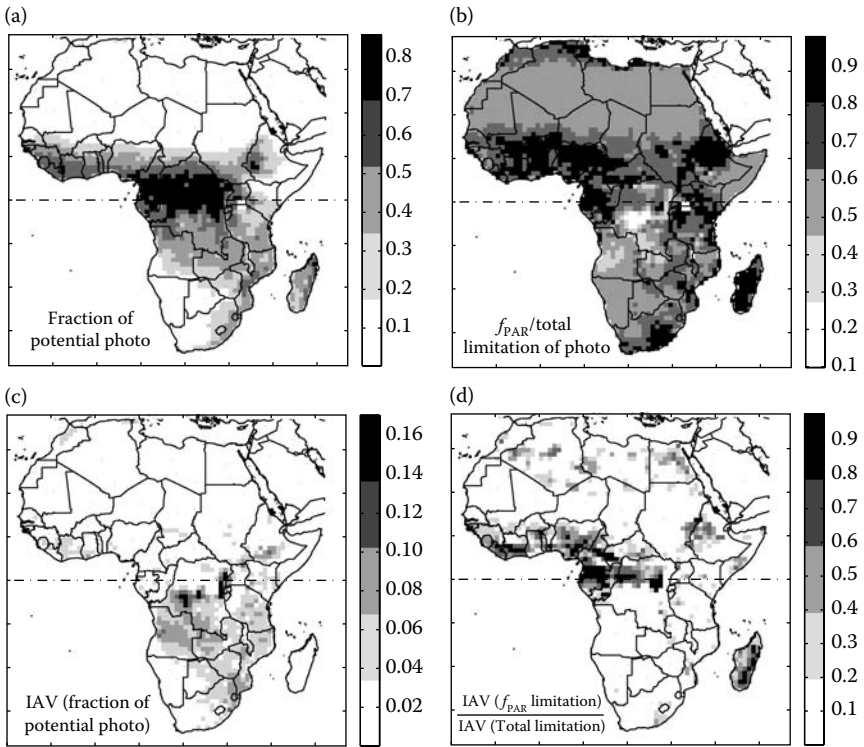 (a)
Fraction of
potential photo
0.8
0.7
0.6
0.5
0.4
0.3
0.2
0.1
(b)
fPAR/total
limitation of photo
0.9
0.8
0.7
0.6
0.5
0.4
0.3
0.2
0.1
(c)
IAV (fraction of
potential photo)
0.16
0.14
0.12
0.10
0.08
0.06
0.04
0.02
(d)
IAV (fPAR limitation)
IAV (Total limitation)
0.9
0.8
0.7
0.6
0.5
0.4
0.3
0.2
0.1